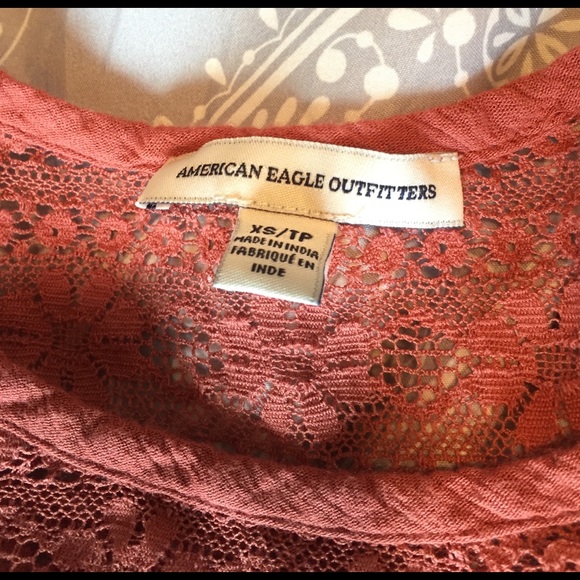 AMERICAN EAGLE OUTFITTERS
XS/TP
MADE IN INDIA
FABRIQUÉ EN
INDE